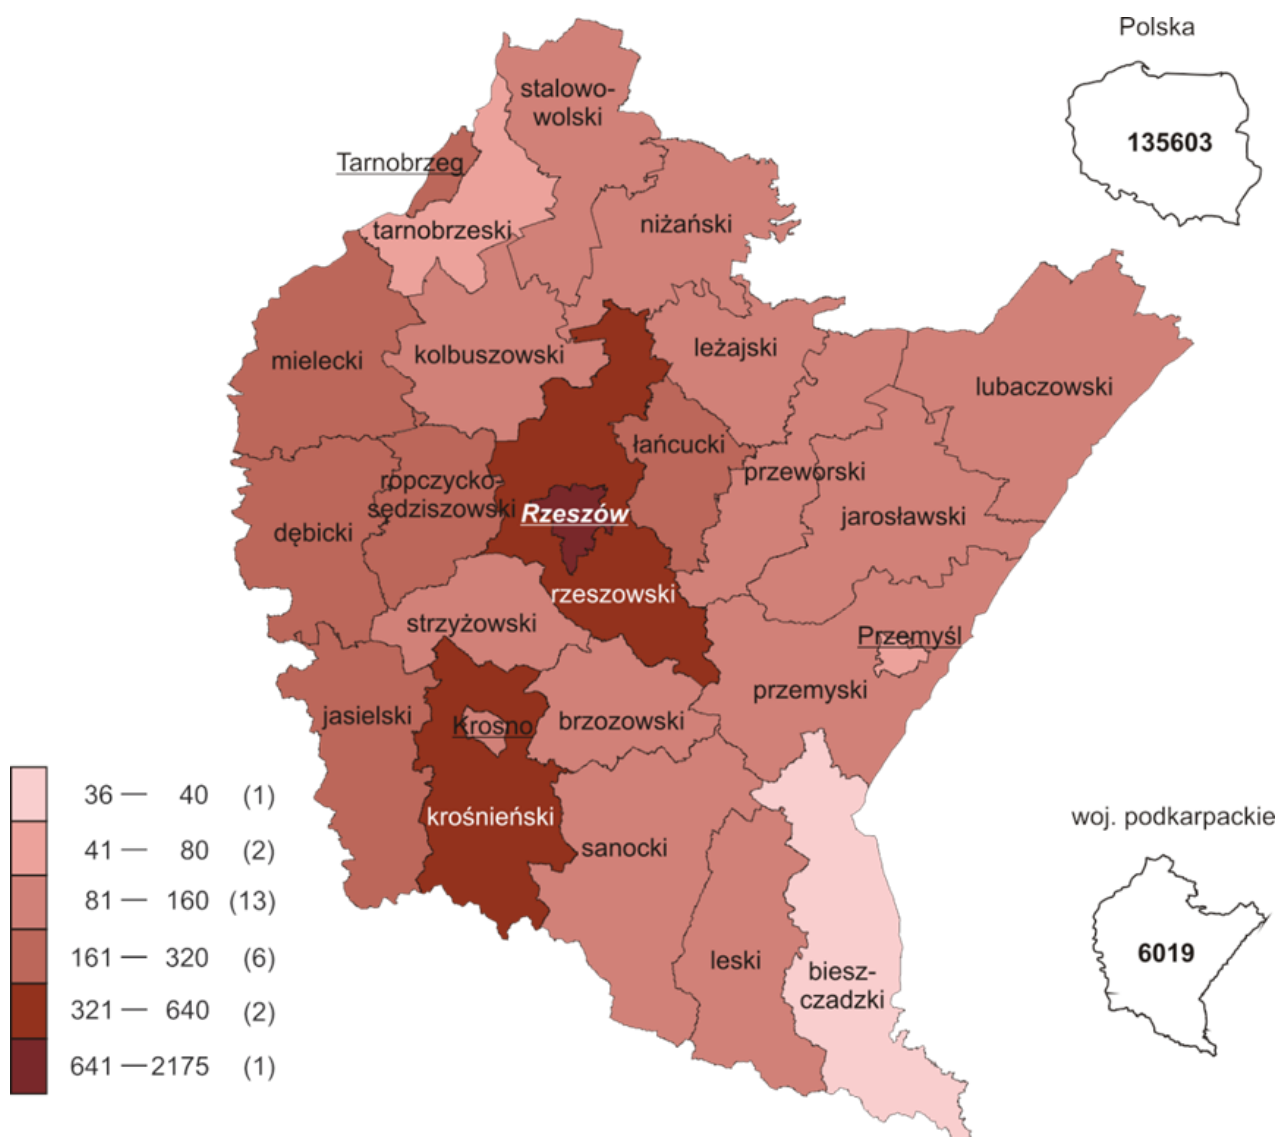 Polska
135603
stalowo-
wolski
Tarnobrzeg
tarnobrzeski
niżański
mielecki
kolbuszowski
leżajski
lubaczowski
łańcucki
przeworski
ropczycko-
sędziszowski
dębicki
Rzeszów
jarosławski
rzeszowski
strzyżowski
Przemyśl
przemyski
jasielski
Krosno
brzozowski
krośnieński
sanocki
leski
biesz-
czadzki
36 — 40 (1)
41 — 80 (2)
81 — 160 (13)
161 — 320 (6)
321 — 640 (2)
641 — 2175 (1)
woj. podkarpackie
6019